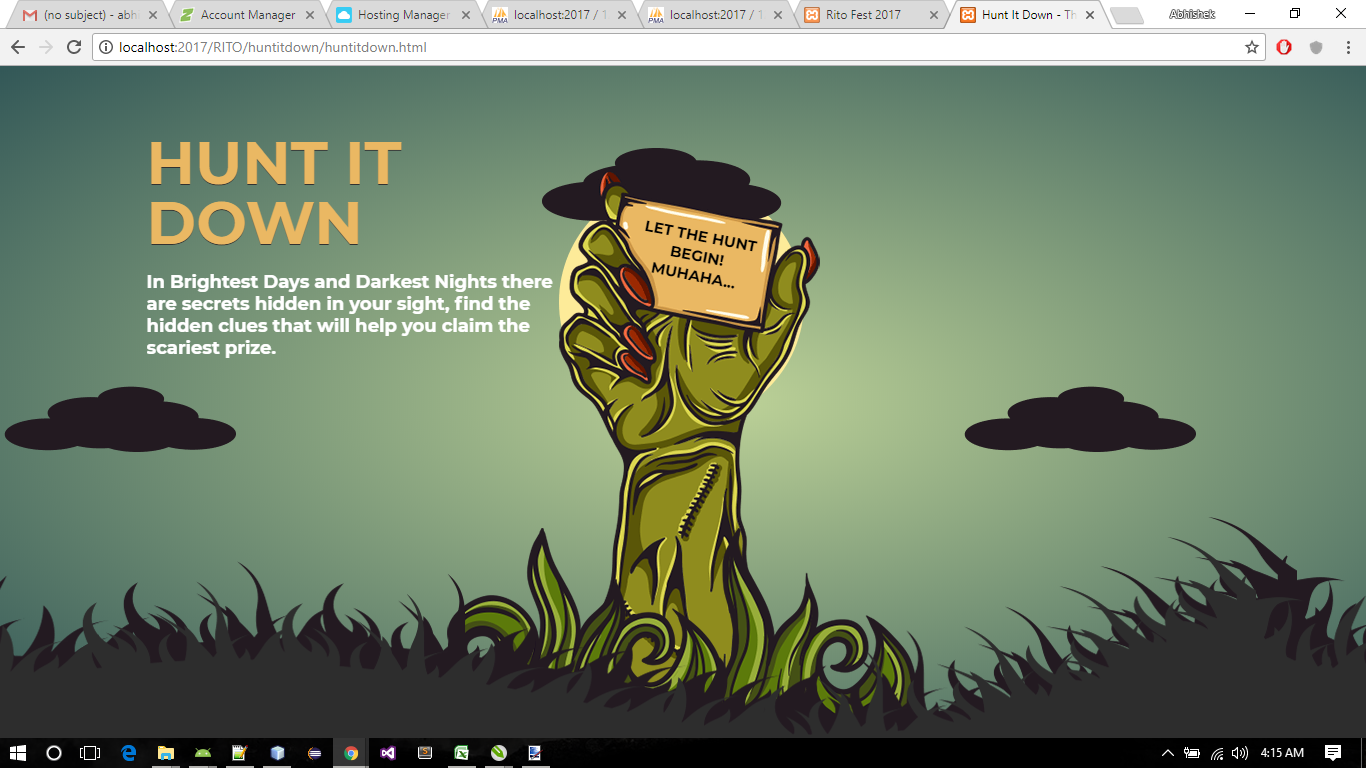 (no subject) - abh
Account Manager
Hosting Manager
localhost:2017 / 1
localhost:2017 / 1
Rito Fest 2017
Hunt It Down - Th
Abhishek
localhost:2017/RITO/huntitdown/huntitdown.html
HUNT IT
DOWN
In Brightest Days and Darkest Nights there
are secrets hidden in your sight, find the
hidden clues that will help you claim the
scariest prize.
LET THE HUNT
BEGIN!
MUHAHA...
4:15 AM